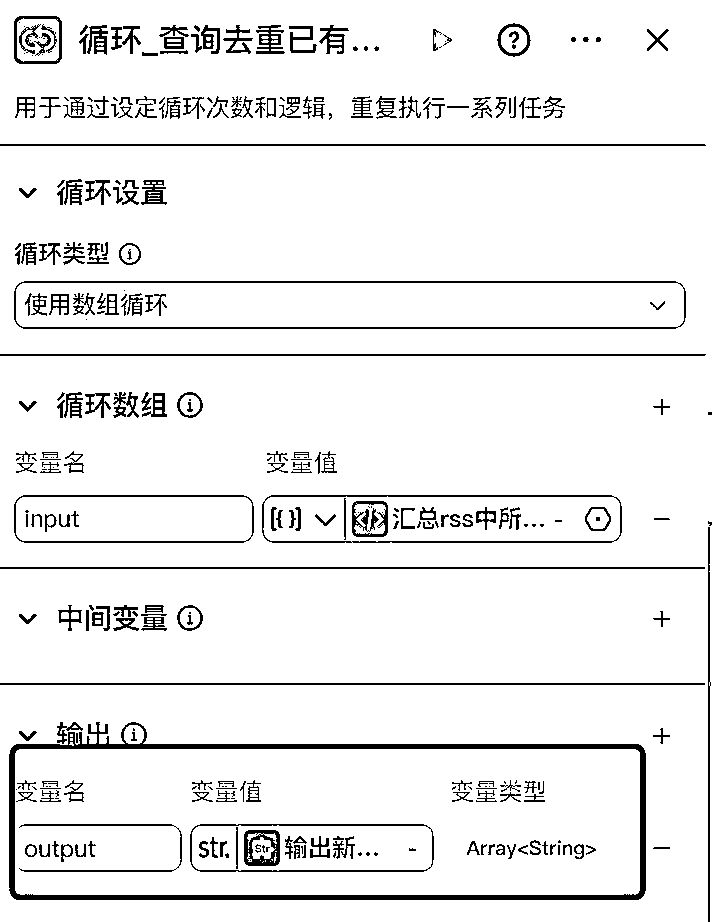 循环_查询去重已有...
用于通过设定循环次数和逻辑，重复执行一系列任务
循环设置
循环类型
使用数组循环
循环数组
变量名 变量值
input [{ }] 汇总rss中所... -
中间变量
输出
变量名 变量值 变量类型
output str. Str 输出新... - Array<String>